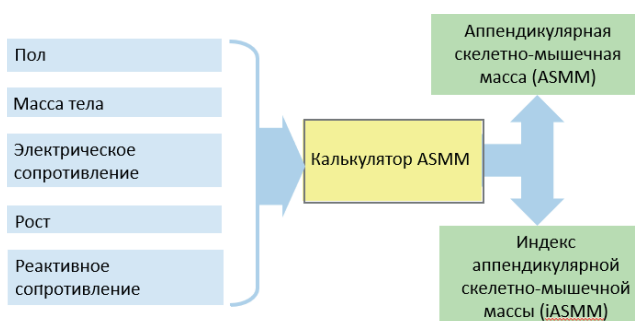 Пол
Масса тела
Электрическое
сопротивление
Рост
Реактивное
сопротивление
Калькулятор ASMM
Аппендикулярная
скелетно-мышечная
масса (ASMM)
Индекс
аппендикулярной
скелетно-мышечной
массы (iASMM)